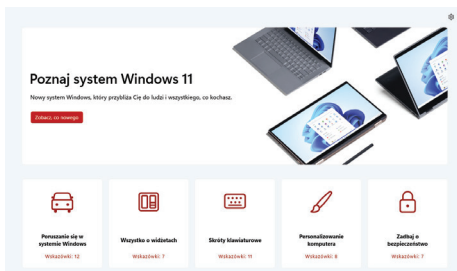 Poznaj system Windows 11
Nowy system Windows, który przybliża Cię do ludzi i wszystkiego, co kochasz.
Zobacz, co nowego
Poruszanie się w
systemie Windows
Wskazówki: 12
Wszystko o widżetach
Wskazówki: 7
Skróty klawiaturowe
Wskazówki: 11
Personalizowanie
komputera
Wskazówki: 8
Zadbaj o
bezpieczeństwo
Wskazówki: 7